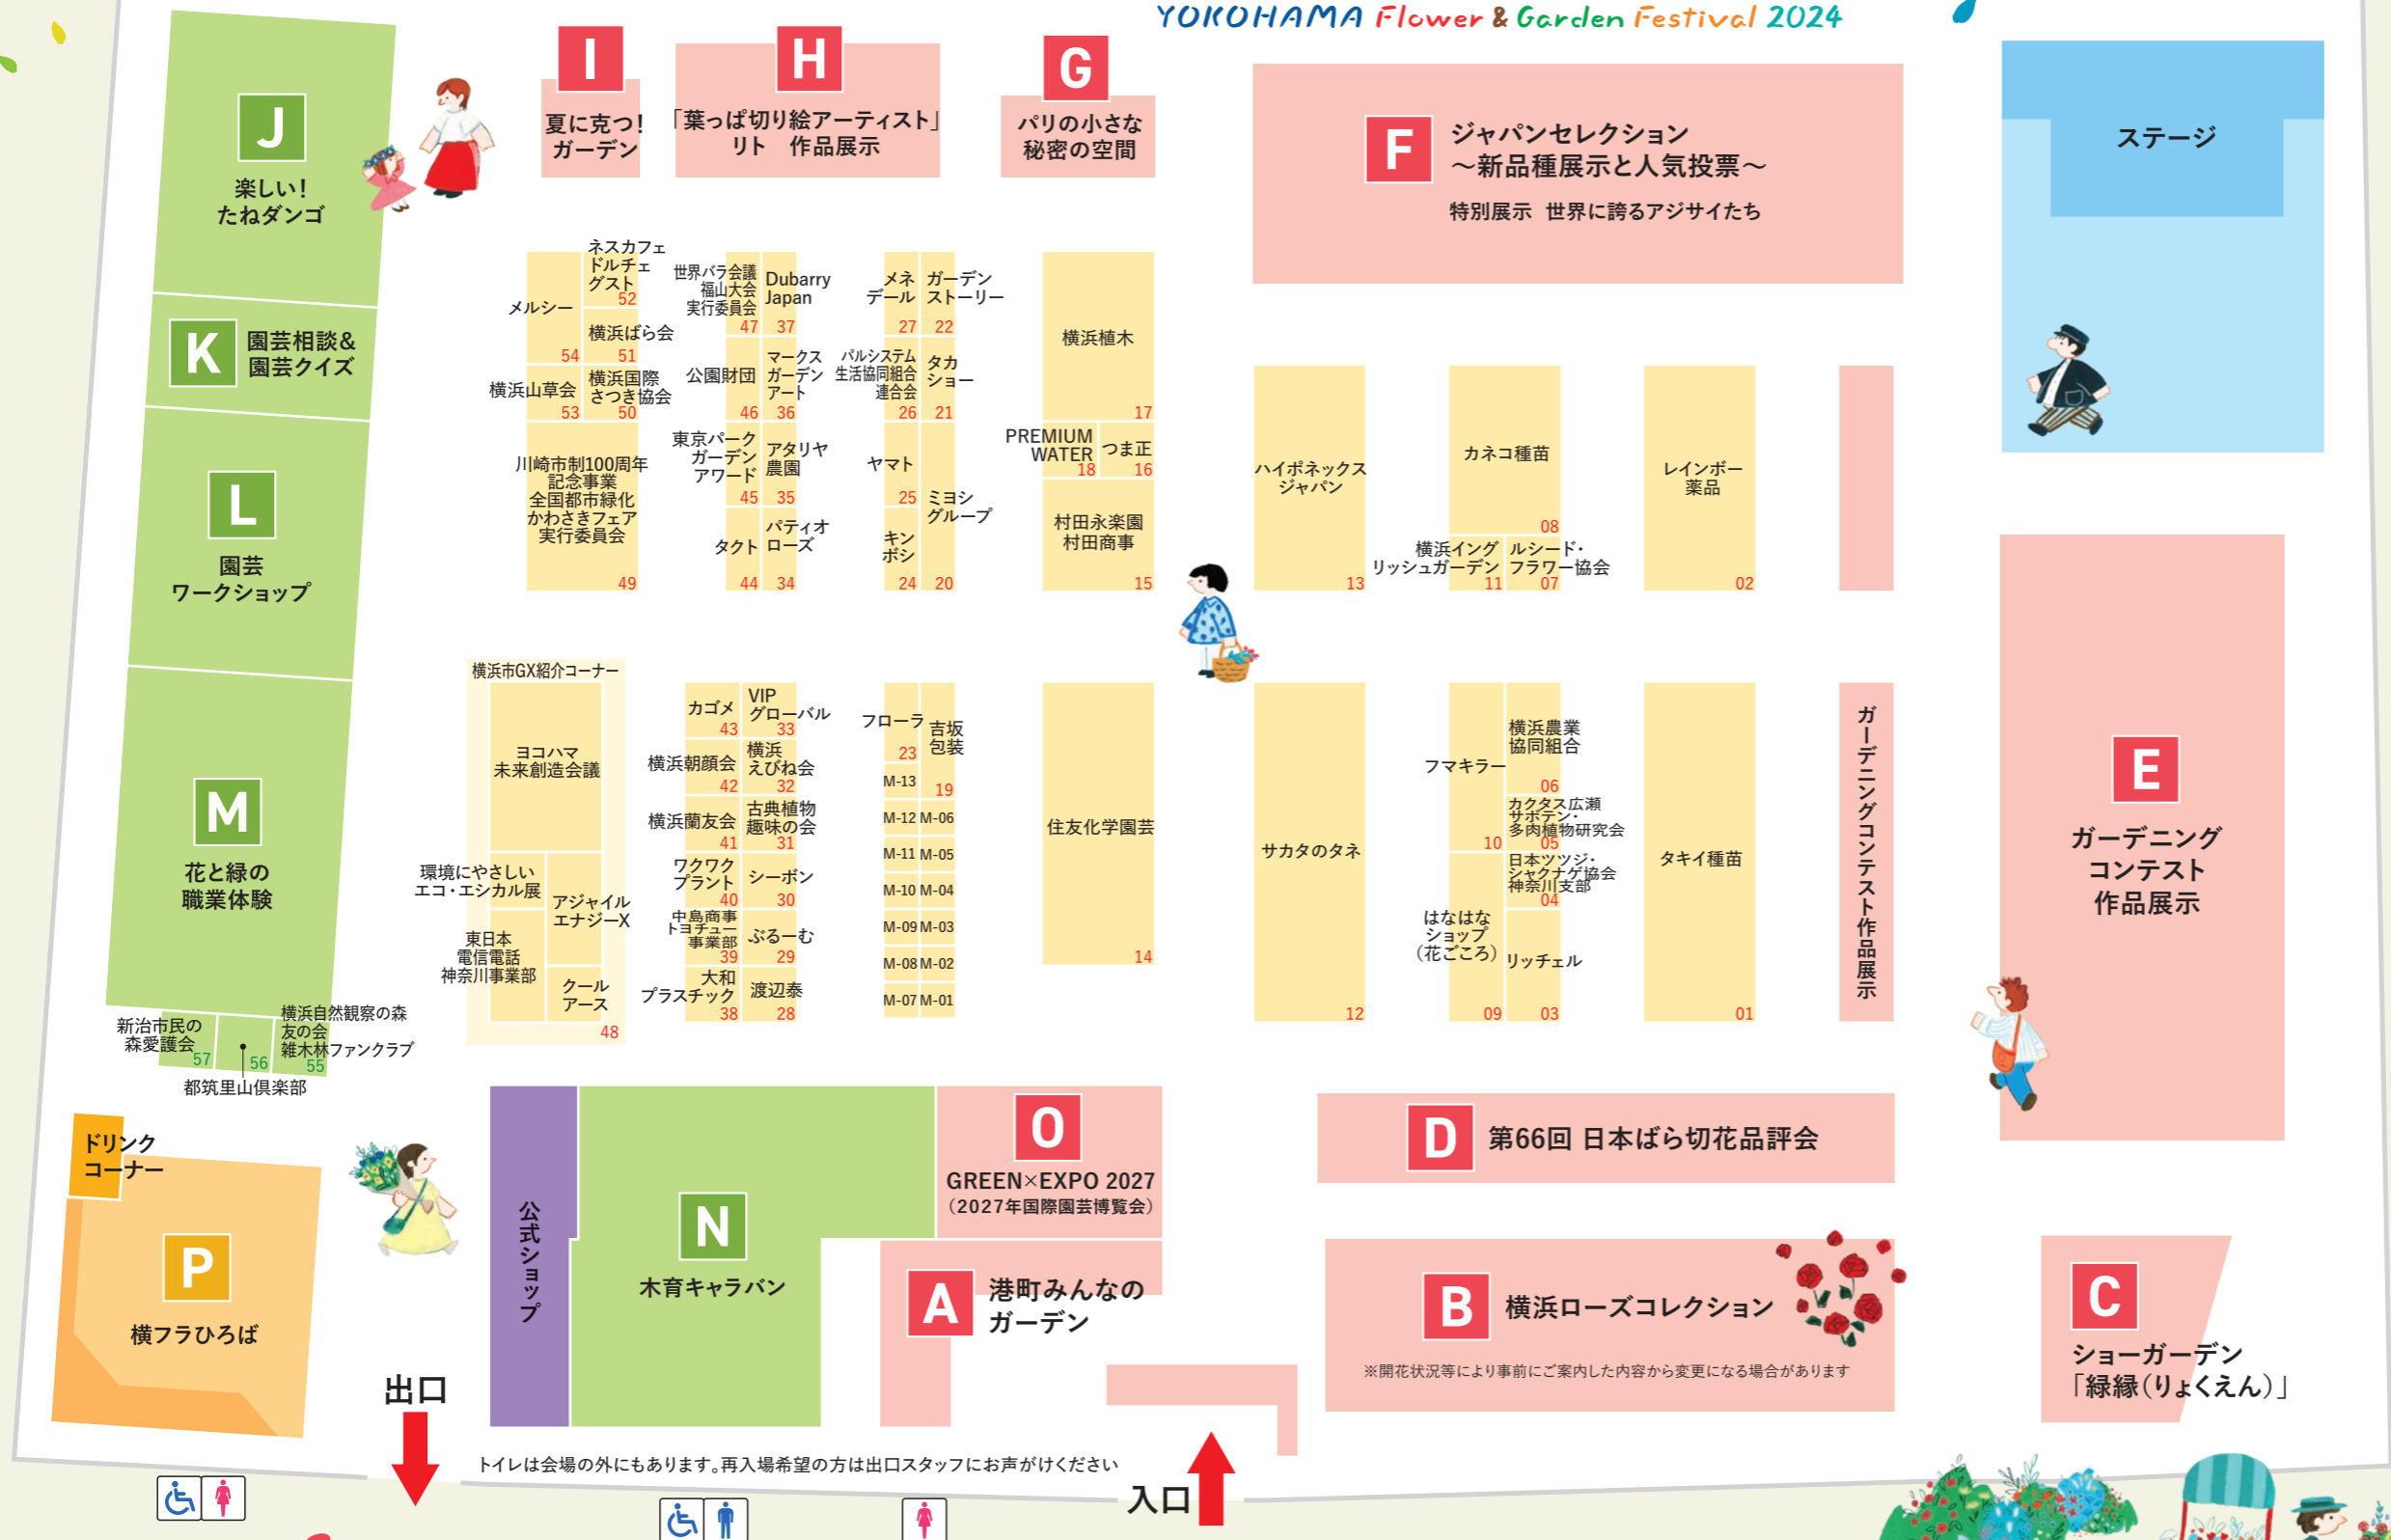 YOKOHAMA Flower & Garden Festival 2024
J
楽しい!
たねダンゴ
I
夏に克つ!
ガーデン
H
「葉っぱ切り絵アーティスト」
リト 作品展示
G
パリの小さな
秘密の空間
F
ジャパンセレクション
～新品種展示と人気投票～
特別展示 世界に誇るアジサイたち
ステージ
K
園芸相談&
園芸クイズ
L
園芸
ワークショップ
M
花と緑の
職業体験
メルシー
54
ネスカフェ
ドルチェ
グスト
52
横浜ばら会
51
横浜山草会
53
横浜国際
さつき協会
50
川崎市制100周年
記念事業
全国都市緑化
かわさきフェア
実行委員会
49
世界バラ会議
福山大会
実行委員会
47
Dubarry
Japan
37
公園財団
46
マークス
ガーデン
アート
36
東京パーク
ガーデン
アワード
45
アタリヤ
農園
35
タクト
44
パティオ
ローズ
34
メネ
デール
27
ガーデン
ストーリー
22
パルシステム
生活協同組合
連合会
26
タカ
ショー
21
ヤマト
25
ミヨシ
グループ
20
キン
ボシ
24
横浜植木
17
PREMIUM
WATER
18
つま正
16
村田永楽園
村田商事
15
ハイポネックス
ジャパン
13
カネコ種苗
08
横浜イング
リッシュガーデン
11
ルシード・
フラワー協会
07
レインボー
薬品
02
横浜市GX紹介コーナー
ヨコハマ
未来創造会議
環境にやさしい
エコ・エシカル展
アジャイル
エナジーX
東日本
電信電話
神奈川事業部
クール
アース
48
カゴメ
43
VIP
グローバル
33
横浜朝顔会
42
横浜
えびね会
32
横浜蘭友会
41
古典植物
趣味の会
31
ワクワク
プラント
40
シーボン
30
中島商事
トヨチュー
事業部
39
ぶるーむ
29
大和
プラスチック
38
渡辺泰
28
フローラ
23
吉坂
包装
19
M-13
M-12 M-06
M-11 M-05
M-10 M-04
M-09 M-03
M-08 M-02
M-07 M-01
住友化学園芸
14
サカタのタネ
12
フマキラー
10
横浜農業
協同組合
06
カクタス広瀬
サボテン・
多肉植物研究会
05
日本ツツジ・
シャクナゲ協会
神奈川支部
04
はなはな
ショップ
(花ごころ)
09
リッチェル
03
タキイ種苗
01
ガーデニングコンテスト作品展示
E
ガーデニング
コンテスト
作品展示
新治市民の
森愛護会
57
56
都筑里山倶楽部
横浜自然観察の森
友の会
雑木林ファンクラブ
55
ドリンク
コーナー
P
横フラひろば
公式ショップ
N
木育キャラバン
O
GREEN×EXPO 2027
(2027年国際園芸博覧会)
A
港町みんなの
ガーデン
D
第66回 日本ばら切花品評会
B
横浜ローズコレクション
※開花状況等により事前にご案内した内容から変更になる場合があります
C
ショーガーデン
「緑縁(りょくえん)」
出口
トイレは会場の外にもあります。再入場希望の方は出口スタッフにお声がけください
入口